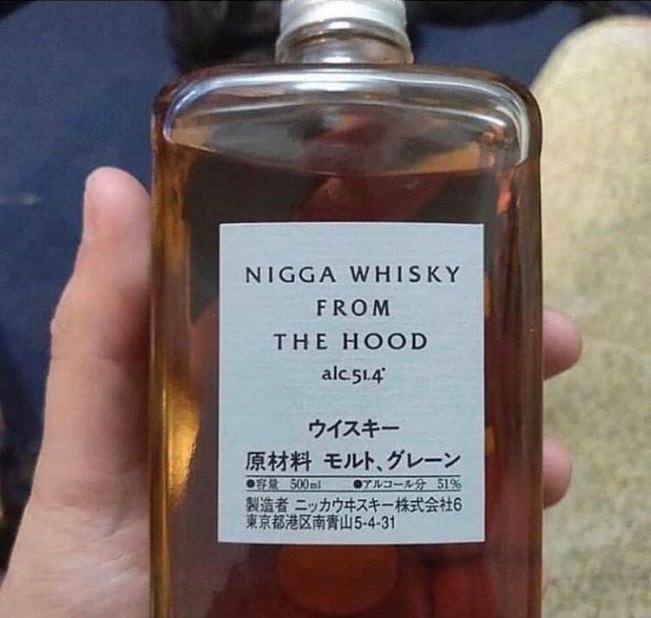 NIGGA WHISKY
FROM
THE HOOD
alc.51.4°
ウイスキー
原材料 モルト、グレーン
●容量 500ml ●アルコール分 51%
製造者 ニッカウヰスキー株式会社6
東京都港区南青山5-4-31